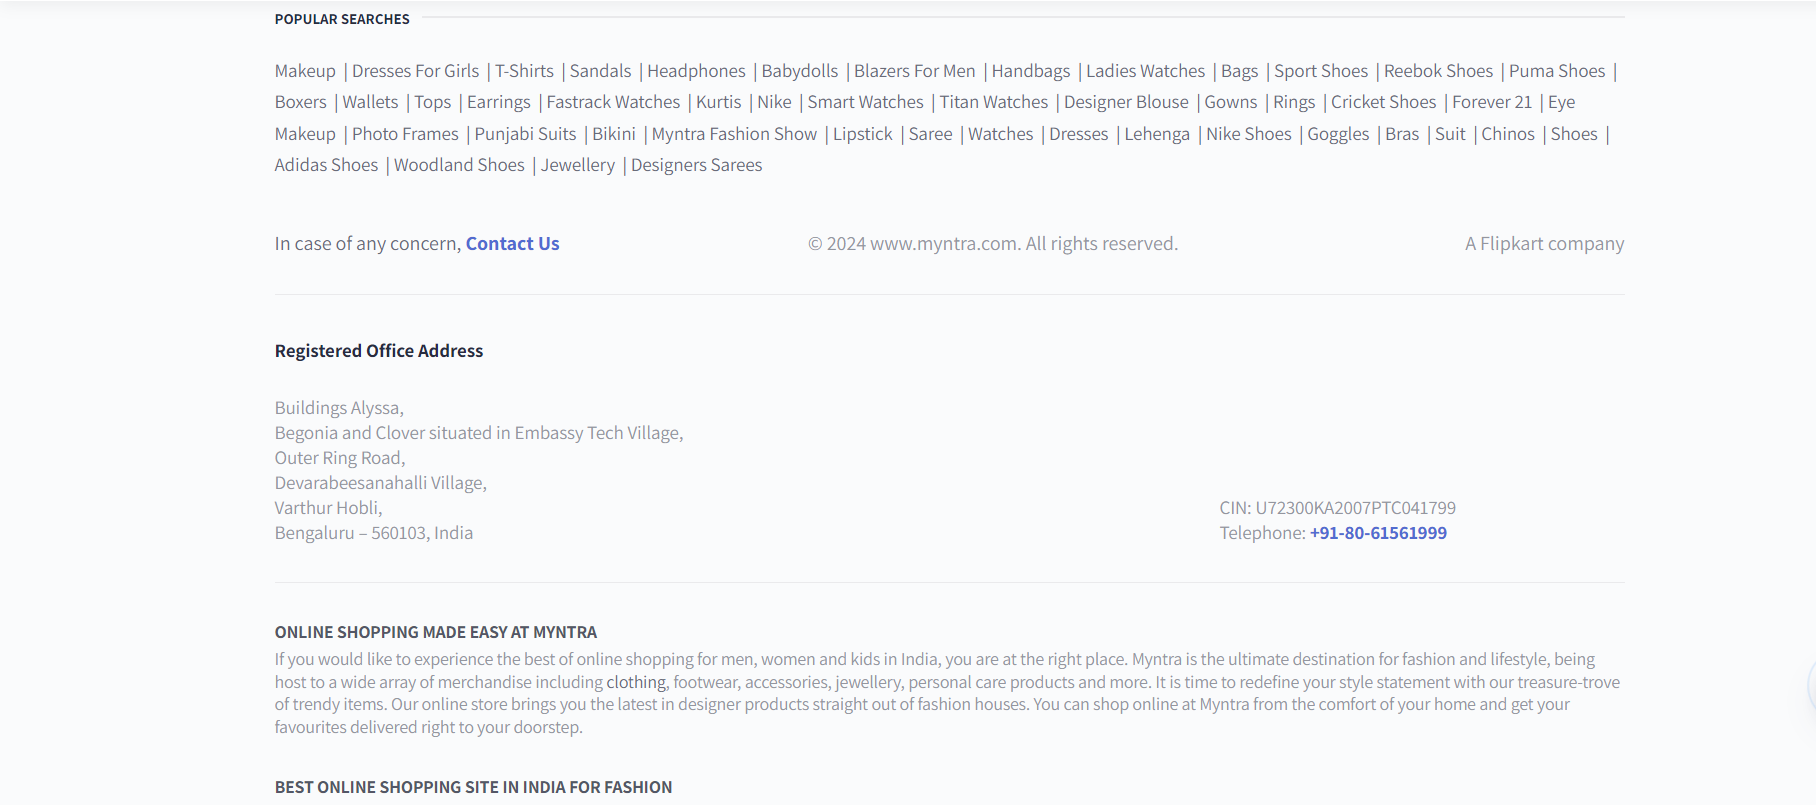 POPULAR SEARCHES
Makeup | Dresses For Girls | T-Shirts | Sandals | Headphones | Babydolls | Blazers For Men | Handbags | Ladies Watches | Bags | Sport Shoes | Reebok Shoes | Puma Shoes |
Boxers | Wallets | Tops | Earrings | Fastrack Watches | Kurtis | Nike | Smart Watches | Titan Watches | Designer Blouse | Gowns | Rings | Cricket Shoes | Forever 21 | Eye
Makeup | Photo Frames | Punjabi Suits | Bikini | Myntra Fashion Show | Lipstick | Saree | Watches | Dresses | Lehenga | Nike Shoes | Goggles | Bras | Suit | Chinos | Shoes |
Adidas Shoes | Woodland Shoes | Jewellery | Designers Sarees
In case of any concern, Contact Us © 2024 www.myntra.com. All rights reserved. A Flipkart company
Registered Office Address
Buildings Alyssa,
Begonia and Clover situated in Embassy Tech Village,
Outer Ring Road,
Devarabeesanahalli Village,
Varthur Hobli,
Bengaluru – 560103, India
CIN: U72300KA2007PTC041799
Telephone: +91-80-61561999
ONLINE SHOPPING MADE EASY AT MYNTRA
If you would like to experience the best of online shopping for men, women and kids in India, you are at the right place. Myntra is the ultimate destination for fashion and lifestyle, being
host to a wide array of merchandise including clothing, footwear, accessories, jewellery, personal care products and more. It is time to redefine your style statement with our treasure-trove
of trendy items. Our online store brings you the latest in designer products straight out of fashion houses. You can shop online at Myntra from the comfort of your home and get your
favourites delivered right to your doorstep.
BEST ONLINE SHOPPING SITE IN INDIA FOR FASHION